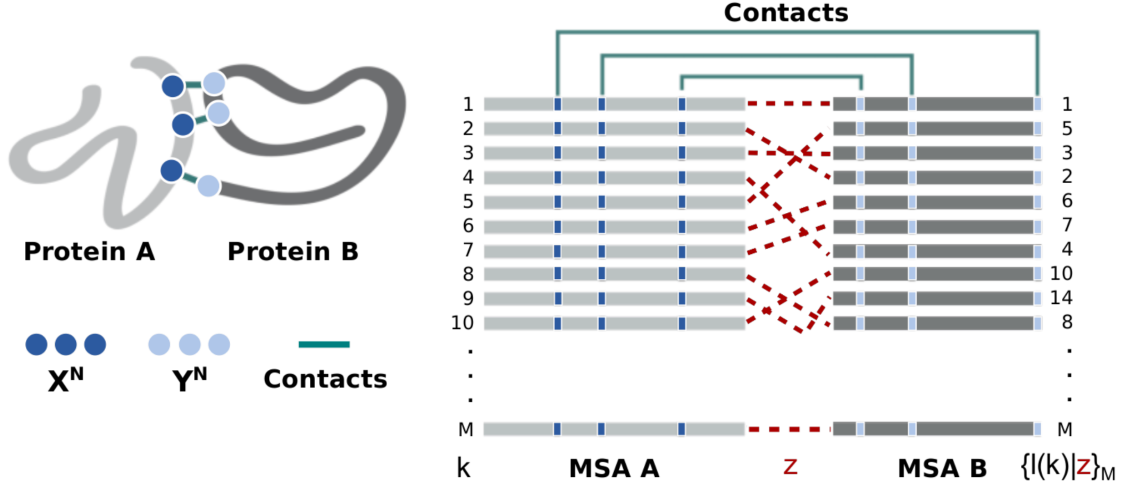 Contacts
1 1
2 5
3 3
4 2
5 6
6 7
7 4
8 10
9 14
10 8
. .
. .
. .
M M
k MSA A z MSA B {l(k)|z}M
Protein A Protein B
X^N Y^N Contacts